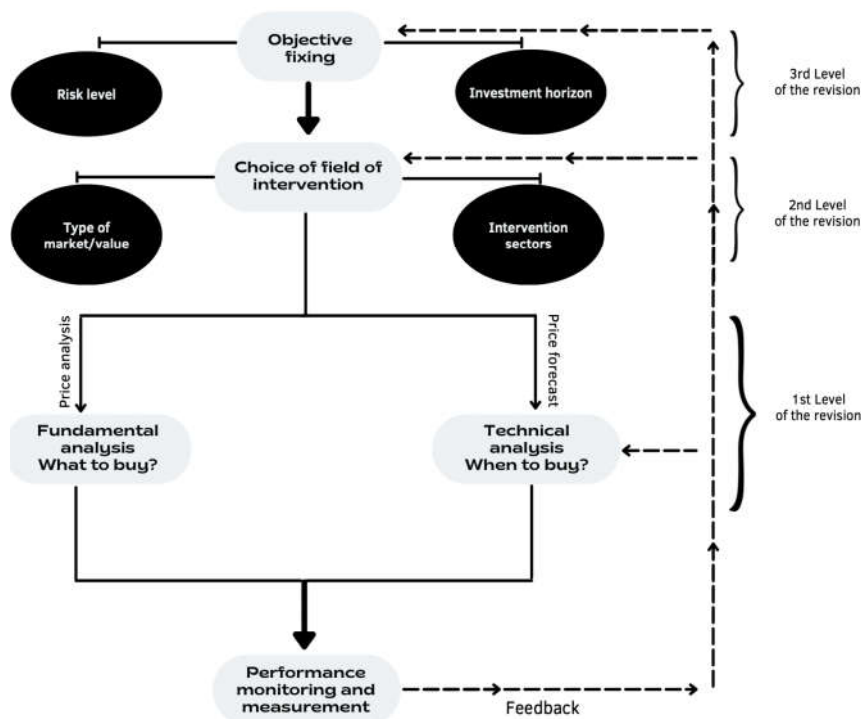 Objective
fixing
Risk level
Investment horizon
3rd Level
of the revision
Choice of field of
intervention
Type of
market/value
Intervention
sectors
2nd Level
of the revision
Price analysis
Price forecast
1st Level
of the revision
Fundamental
analysis
What to buy?
Technical
analysis
When to buy?
Performance
monitoring and
measurement
Feedback